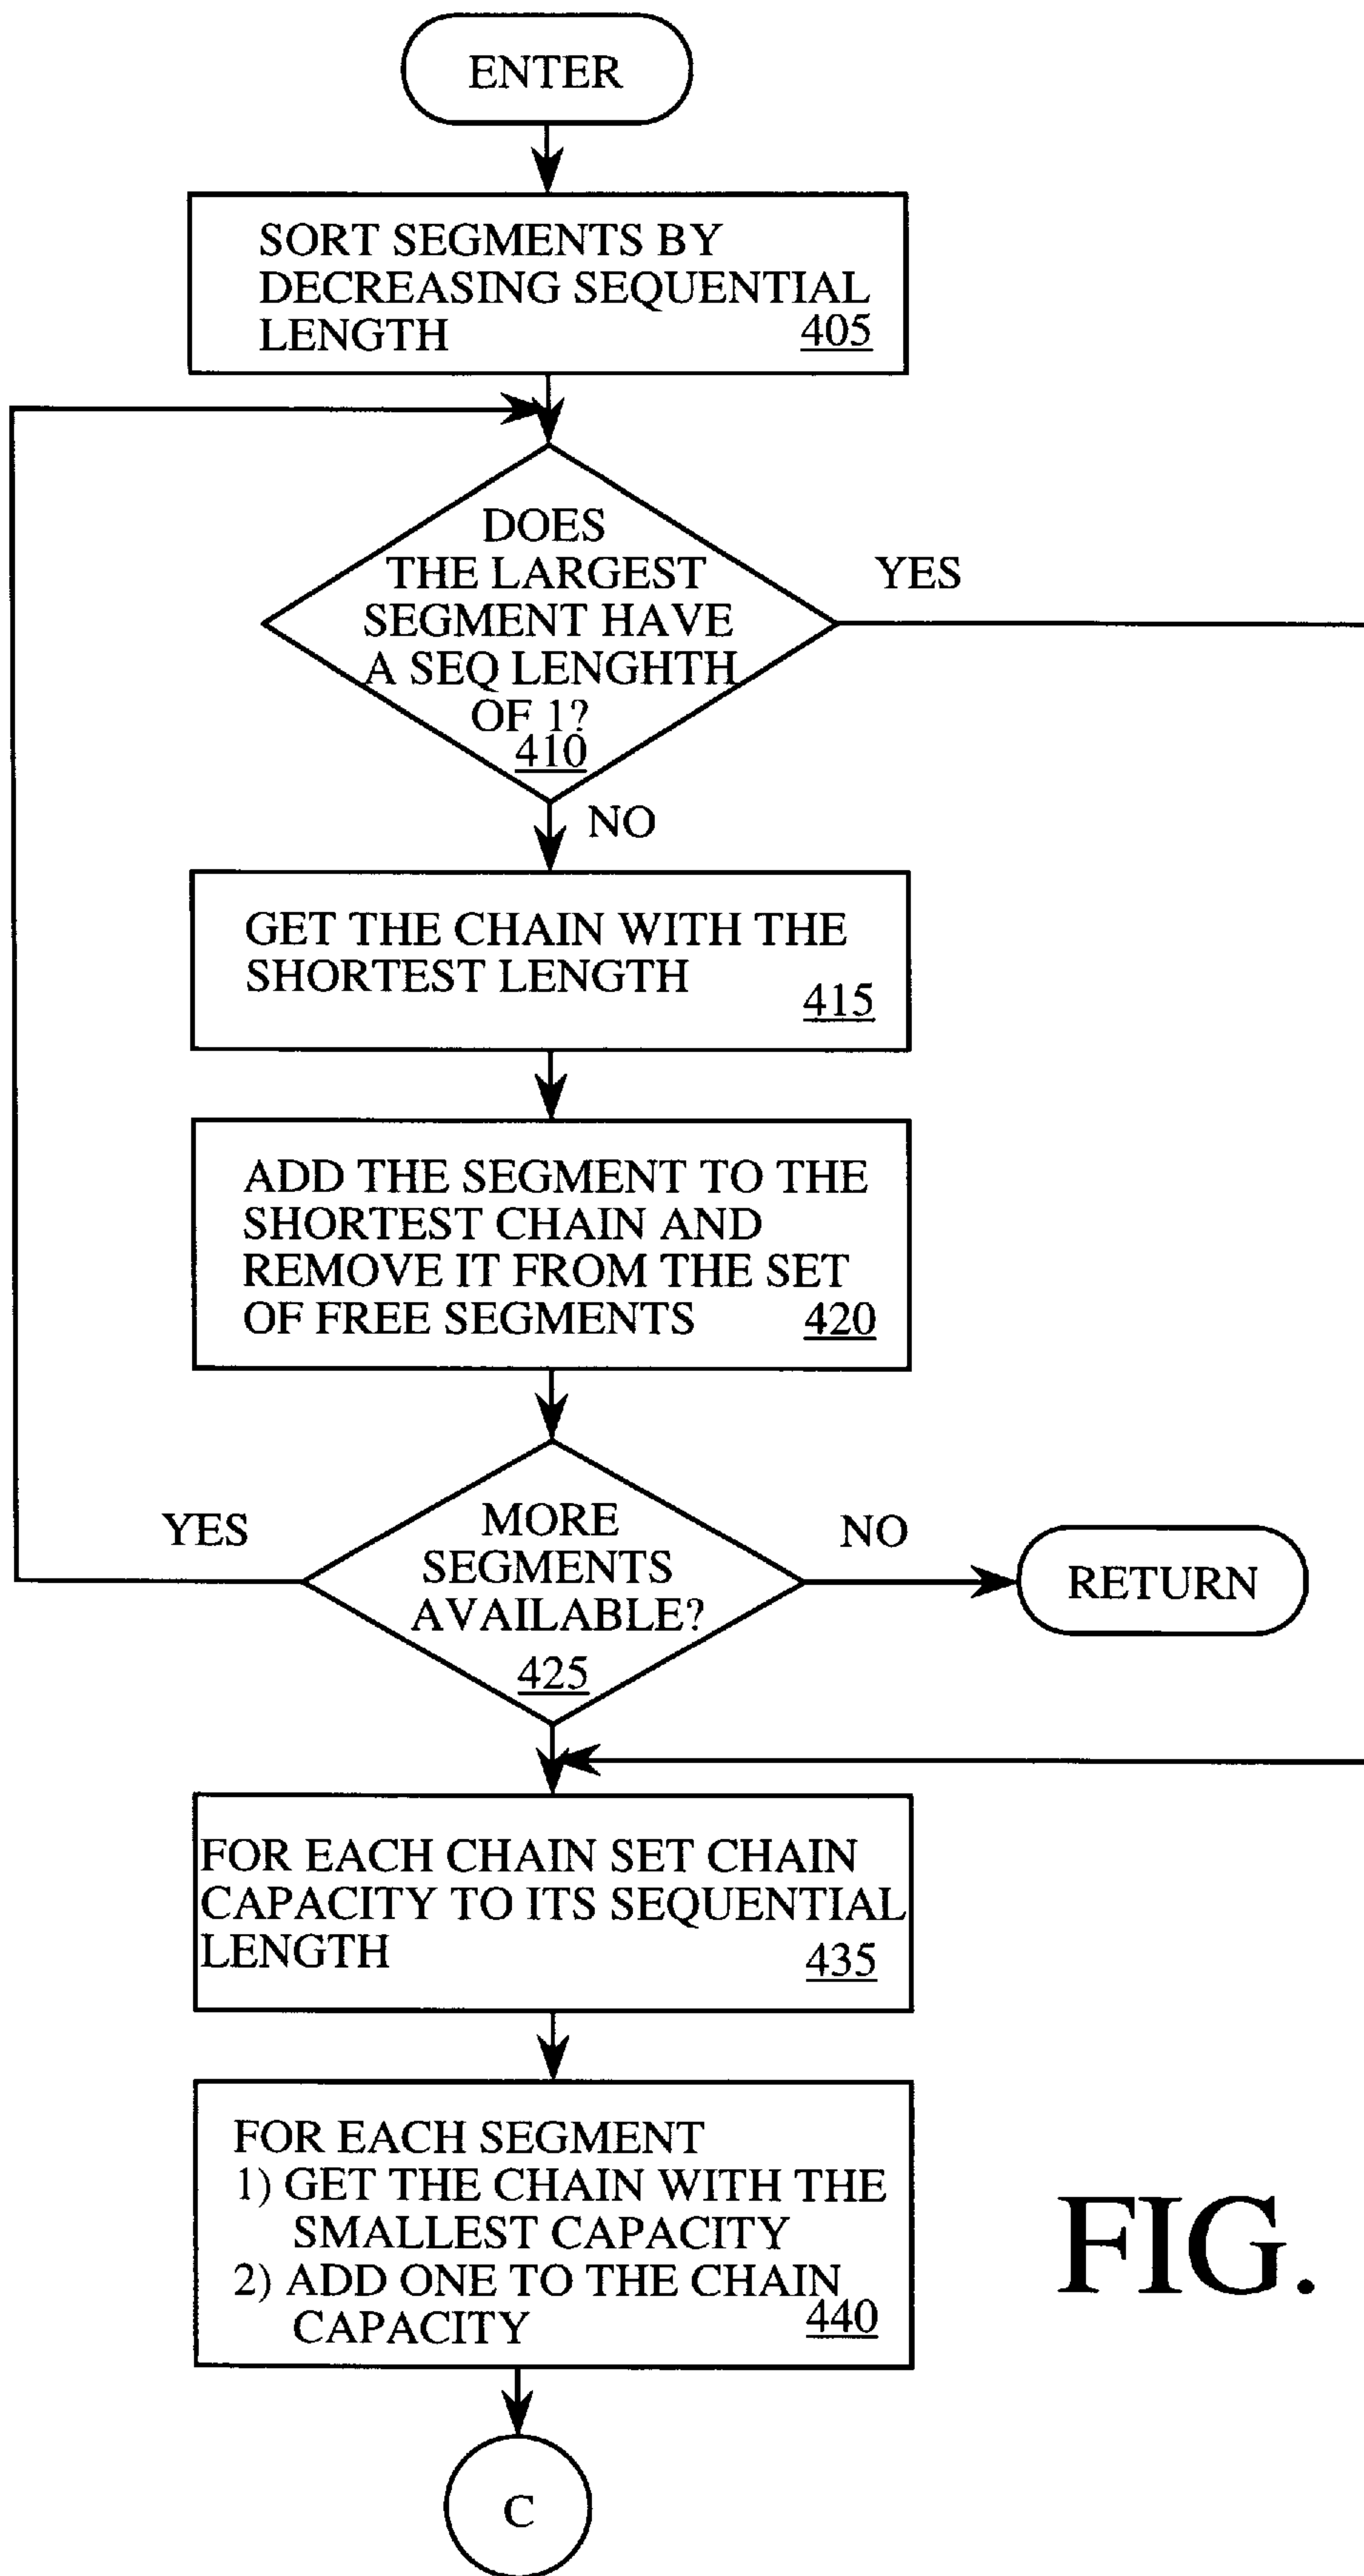 ENTER
SORT SEGMENTS BY
DECREASING SEQUENTIAL
LENGTH 405
DOES
THE LARGEST
SEGMENT HAVE
A SEQ LENGHTH
OF 1?
410
YES
NO
GET THE CHAIN WITH THE
SHORTEST LENGTH
415
ADD THE SEGMENT TO THE
SHORTEST CHAIN AND
REMOVE IT FROM THE SET
OF FREE SEGMENTS 420
YES
MORE
SEGMENTS
AVAILABLE?
425
NO
RETURN
FOR EACH CHAIN SET CHAIN
CAPACITY TO ITS SEQUENTIAL
LENGTH 435
FOR EACH SEGMENT
1) GET THE CHAIN WITH THE
SMALLEST CAPACITY
2) ADD ONE TO THE CHAIN
CAPACITY 440
FIG.
C